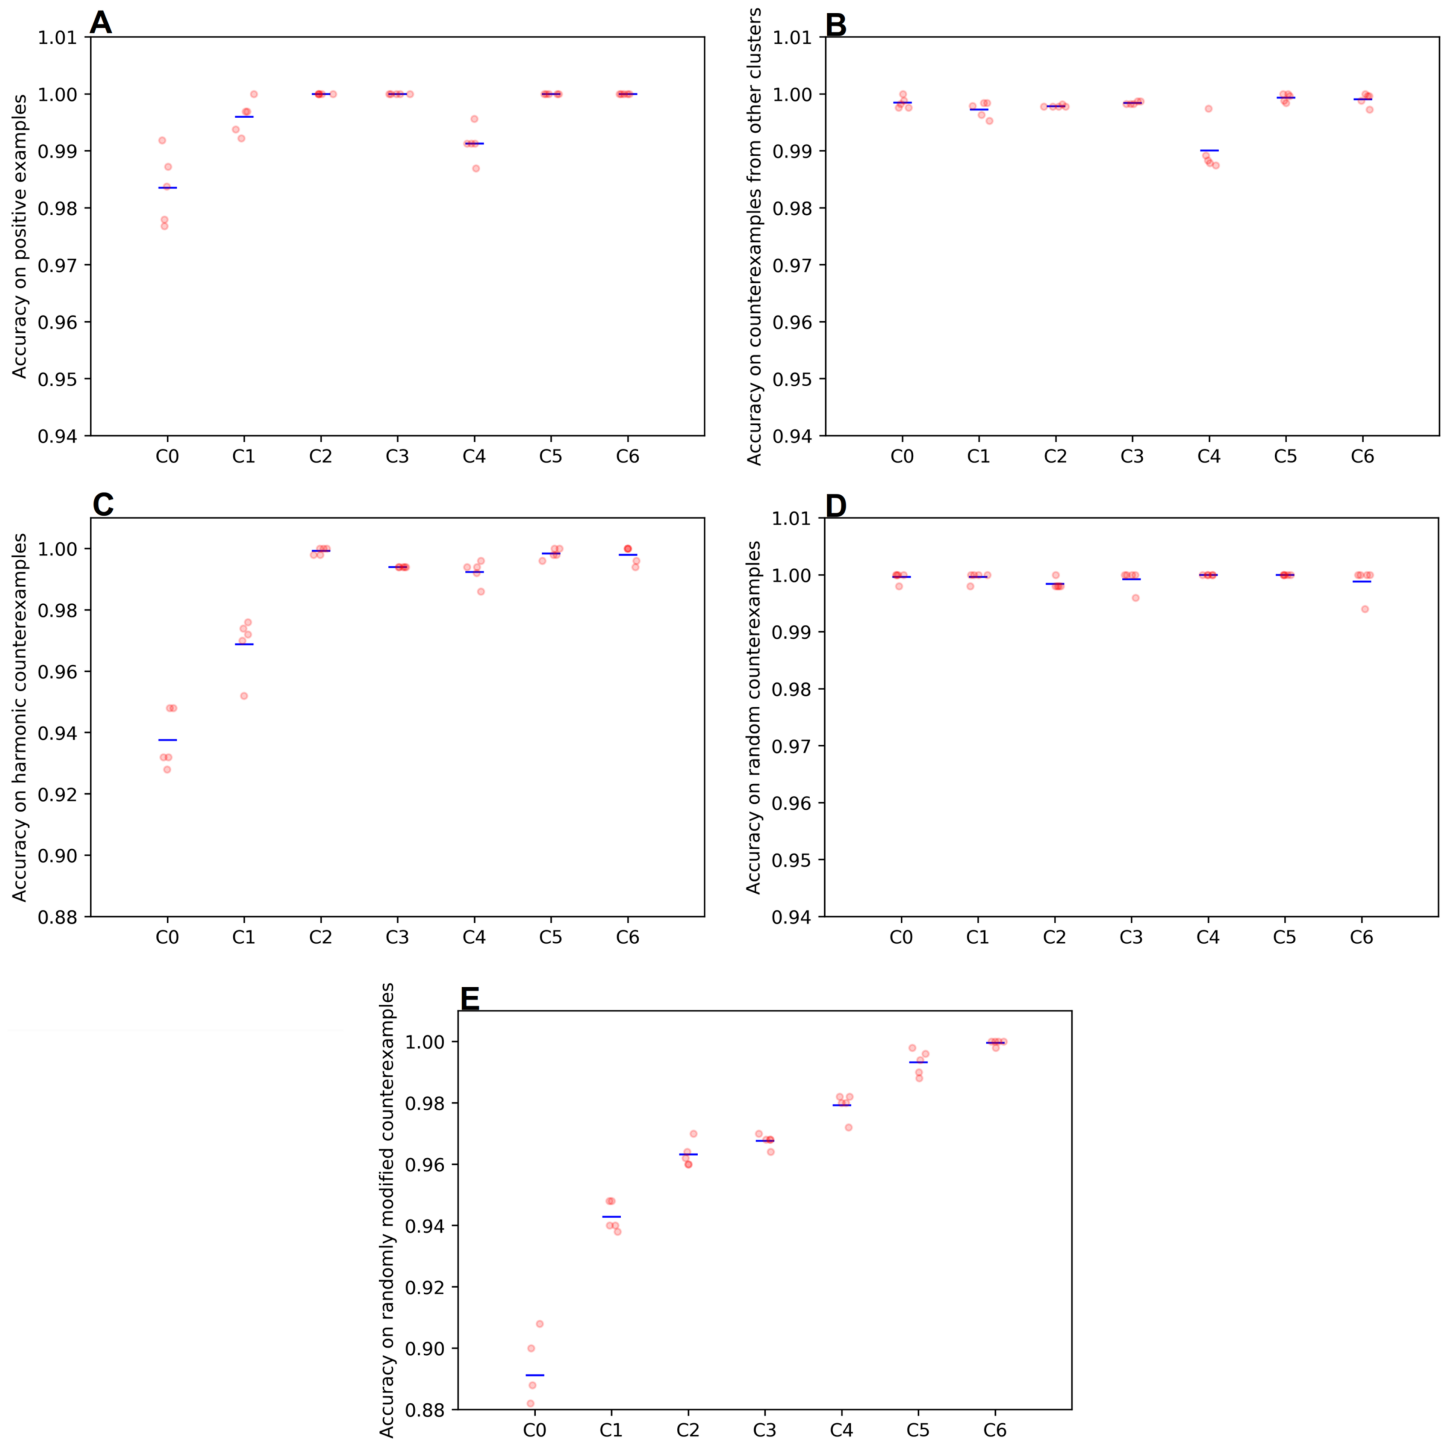 A
B
Accuracy on positive examples
1.01
1.00
0.99
0.98
0.97
0.96
0.95
0.94
C0 C1 C2 C3 C4 C5 C6
Accuracy on counterexamples from other clusters
1.01
1.00
0.99
0.98
0.97
0.96
0.95
0.94
C0 C1 C2 C3 C4 C5 C6
C
D
Accuracy on harmonic counterexamples
1.00
0.98
0.96
0.94
0.92
0.90
0.88
C0 C1 C2 C3 C4 C5 C6
Accuracy on random counterexamples
1.01
1.00
0.99
0.98
0.97
0.96
0.95
0.94
C0 C1 C2 C3 C4 C5 C6
E
Accuracy on randomly modified counterexamples
1.00
0.98
0.96
0.94
0.92
0.90
0.88
C0 C1 C2 C3 C4 C5 C6